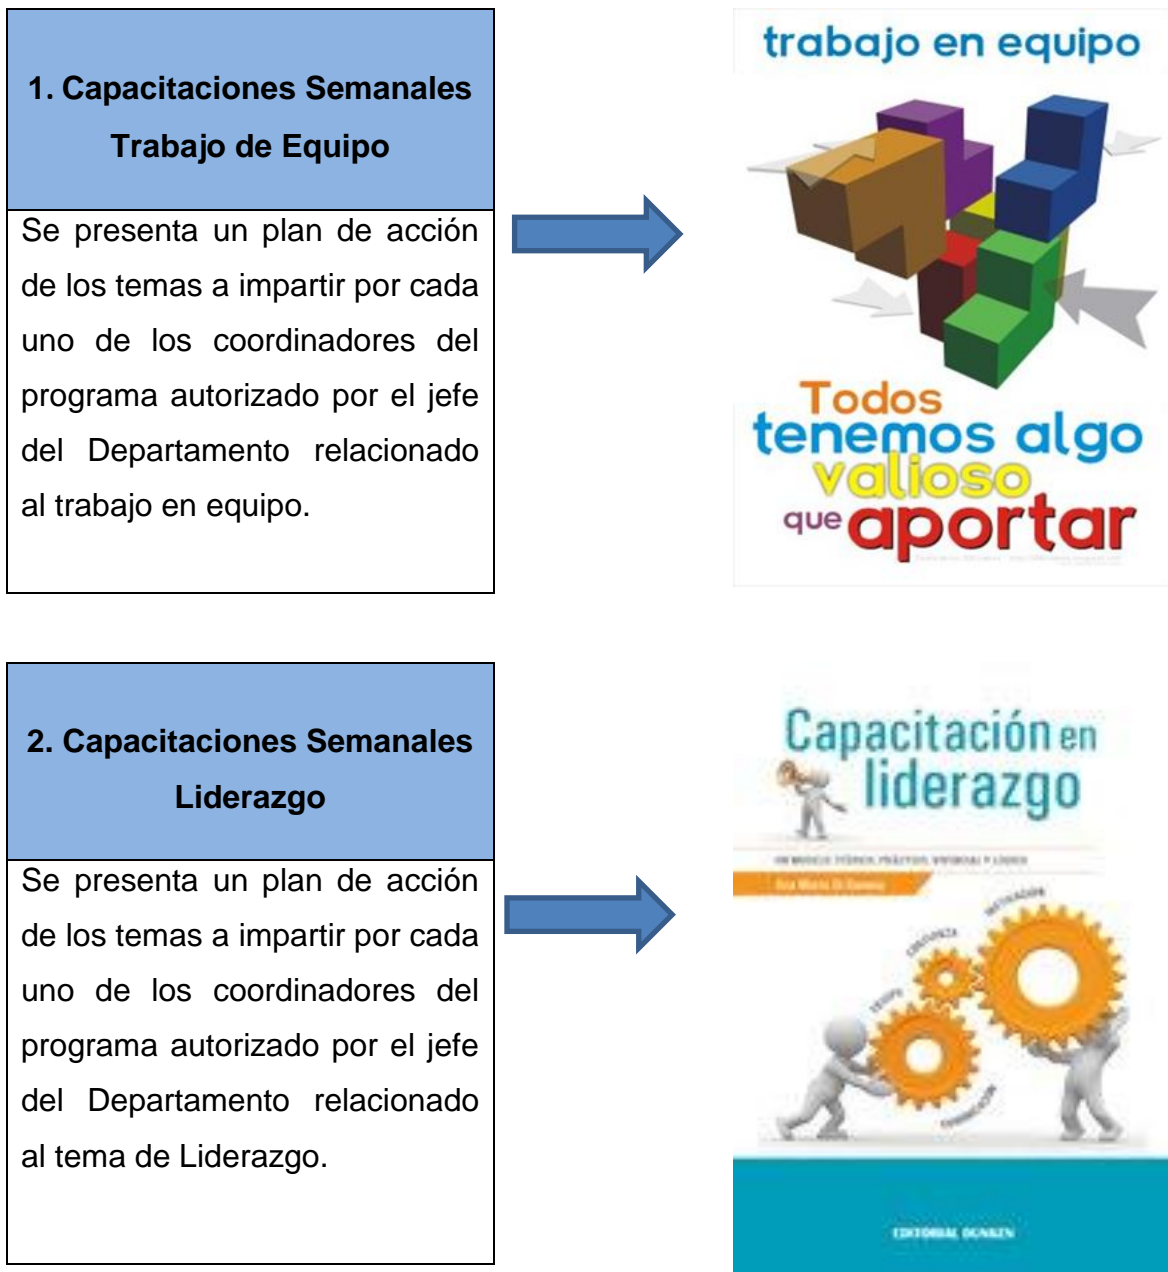 1. Capacitaciones Semanales
Trabajo de Equipo
Se presenta un plan de acción
de los temas a impartir por cada
uno de los coordinadores del
programa autorizado por el jefe
del Departamento relacionado
al trabajo en equipo.
trabajo en equipo
Todos
tenemos algo
valioso
que aportar
2. Capacitaciones Semanales
Liderazgo
Se presenta un plan de acción
de los temas a impartir por cada
uno de los coordinadores del
programa autorizado por el jefe
del Departamento relacionado
al tema de Liderazgo.
Capacitación en
liderazgo
MOTIVACIÓN
CONFIANZA
COMUNICACIÓN
EDITORIAL DUNKEN